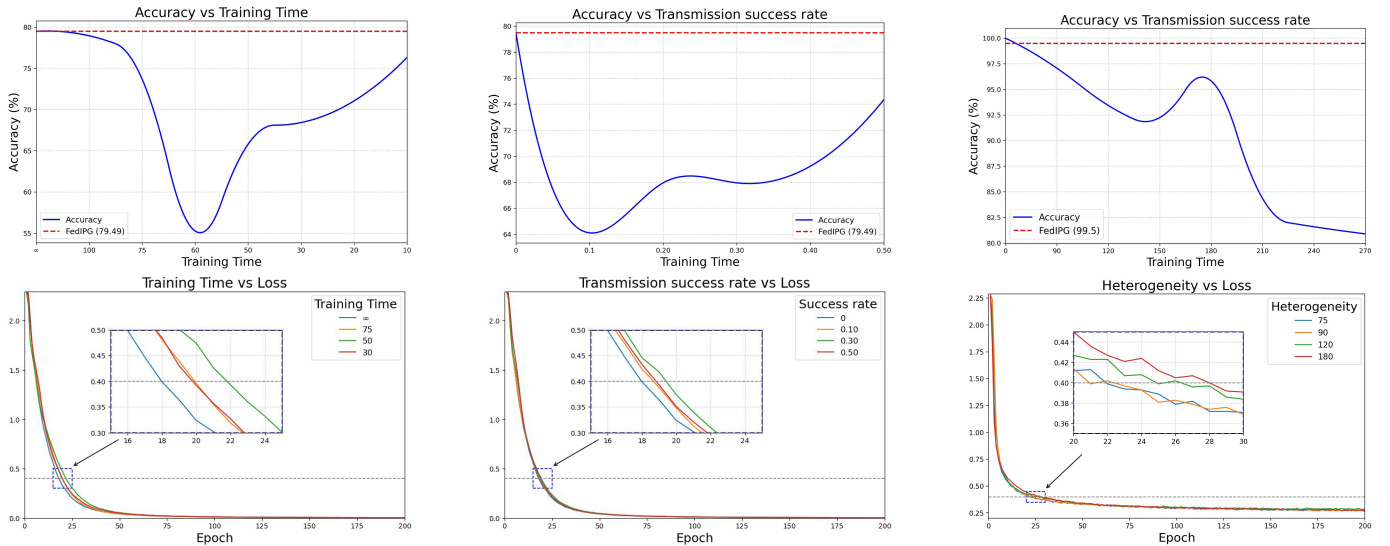 Accuracy vs Training Time
Accuracy (%)
80
75
70
65
60
55
Accuracy
FedIPG (79.49)
∞ 100 75 60 45 30 20 10
Training Time
Accuracy vs Transmission success rate
Accuracy (%)
80
78
76
74
72
70
68
66
64
Accuracy
FedIPG (79.49)
0 0.1 0.20 0.30 0.40 0.50
Training Time
Accuracy vs Transmission success rate
Accuracy (%)
100.0
97.5
95.0
92.5
90.0
87.5
85.0
82.5
80.0
Accuracy
FedIPG (99.5)
60 90 120 150 180 210 240 270
Training Time
Training Time vs Loss
2.0
1.5
1.0
0.5
0.0
Training Time
∞
75
50
30
0.50
0.45
0.40
0.35
0.30
16 18 20 22 24
0 25 50 75 100 125 150 175 200
Epoch
Transmission success rate vs Loss
2.0
1.5
1.0
0.5
0.0
Success rate
0
0.10
0.30
0.50
0.50
0.45
0.40
0.35
0.30
16 18 20 22 24
0 25 50 75 100 125 150 175 200
Epoch
Heterogeneity vs Loss
2.25
2.00
1.75
1.50
1.25
1.00
0.75
0.50
0.25
Heterogeneity
75
90
120
180
0.44
0.42
0.40
0.38
0.36
20 22 24 26 28 30
0 25 50 75 100 125 150 175 200
Epoch